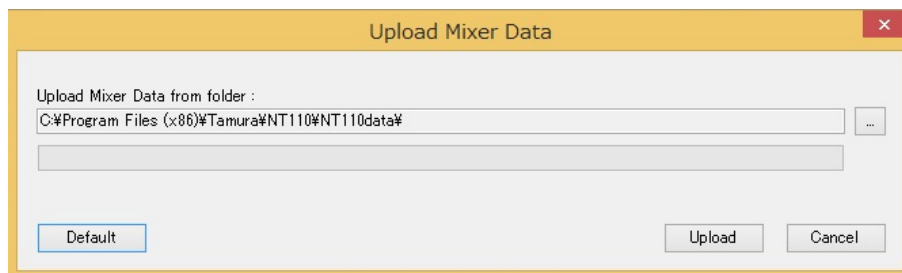 Upload Mixer Data
Upload Mixer Data from folder :
C:¥Program Files (x86)¥Tamura¥NT110¥NT110data¥
...
Default
Upload
Cancel